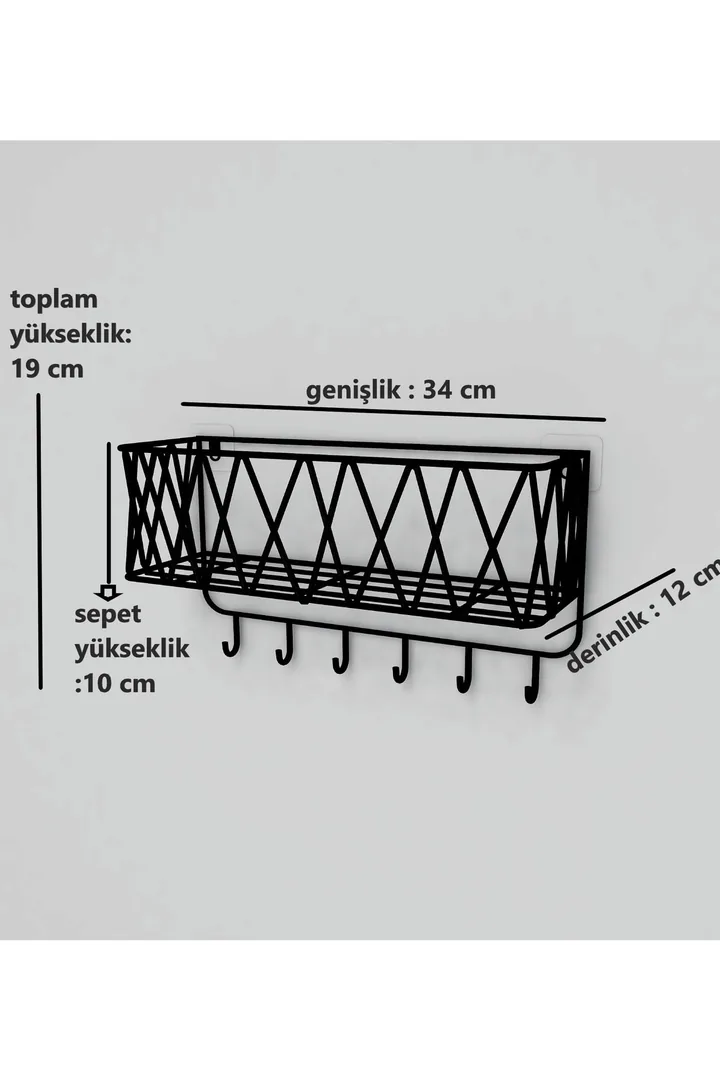 toplam
yükseklik:
19 cm
genişlik : 34 cm
sepet
yükseklik
:10 cm
derinlik : 12 cm